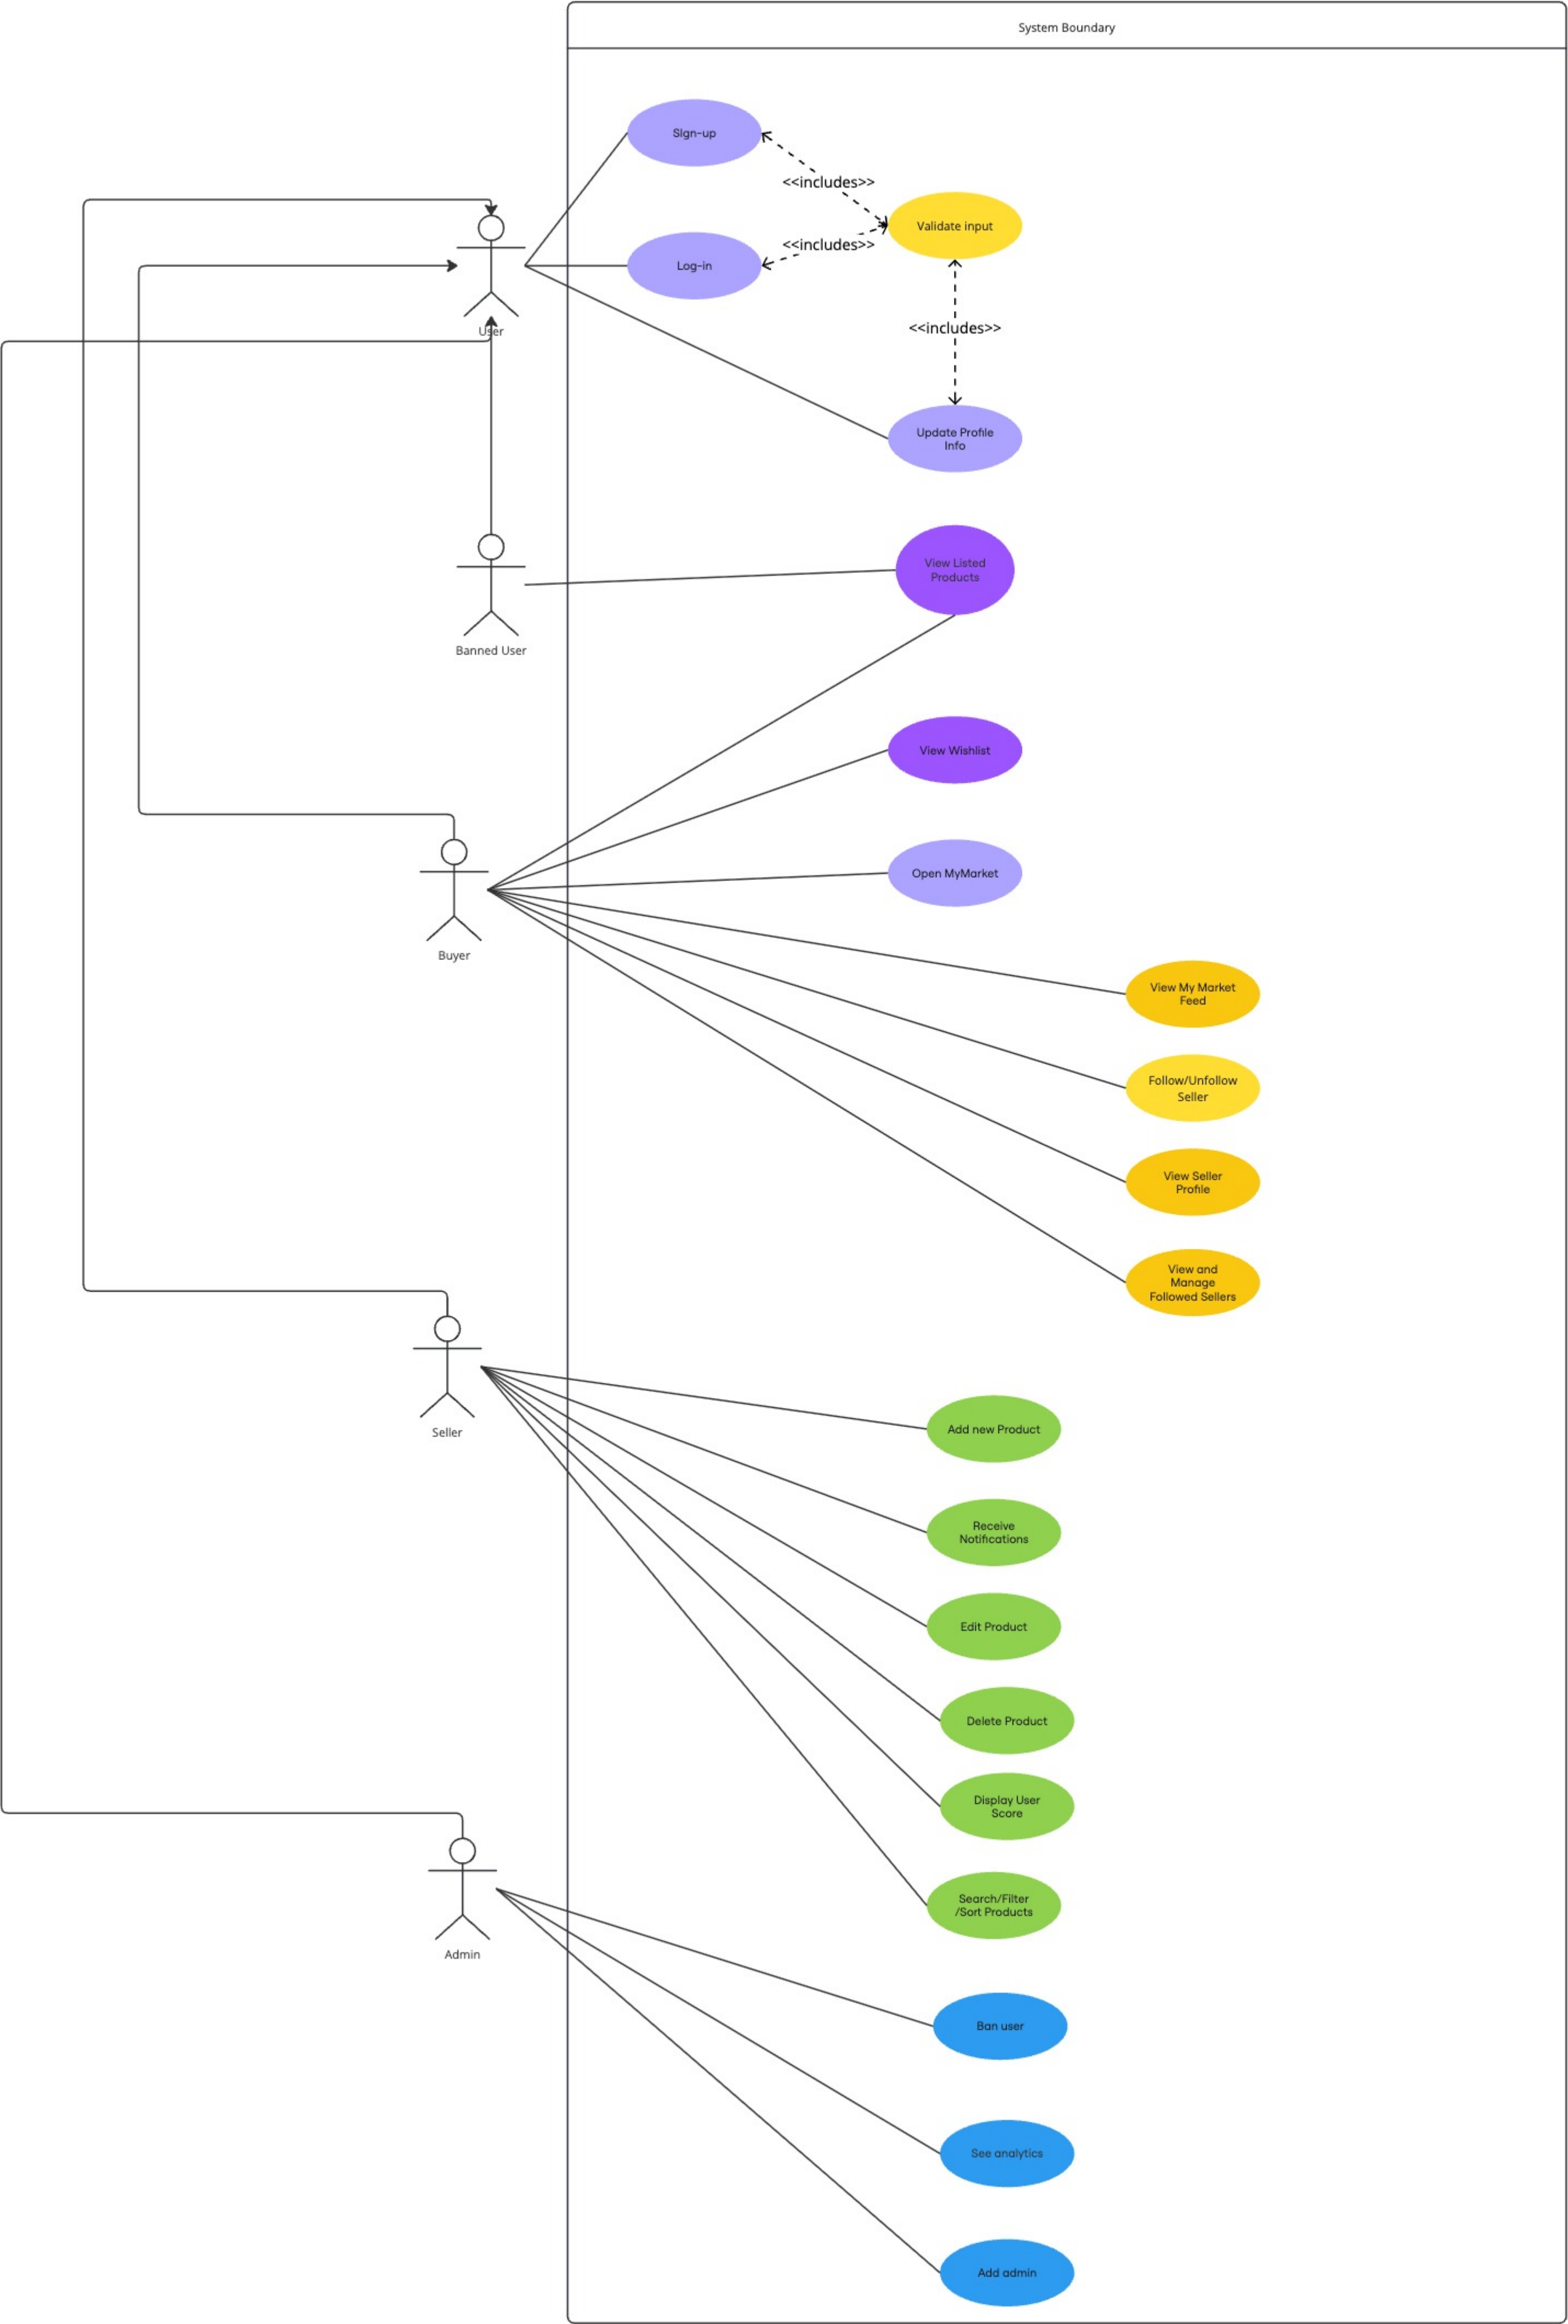 System Boundary
SIgn-up
<<includes>>
Validate input
<<includes>>
Log-in
User
<<includes>>
Update Profile
Info
View Listed
Products
Banned User
View Wishlist
Open MyMarket
Buyer
View My Market
Feed
Follow/Unfollow
Seller
View Seller
Profile
View and
Manage
Followed Sellers
Seller
Add new Product
Receive
Notifications
Edit Product
Delete Product
Display User
Score
Search/Filter
/Sort Products
Admin
Ban user
See analytics
Add admin